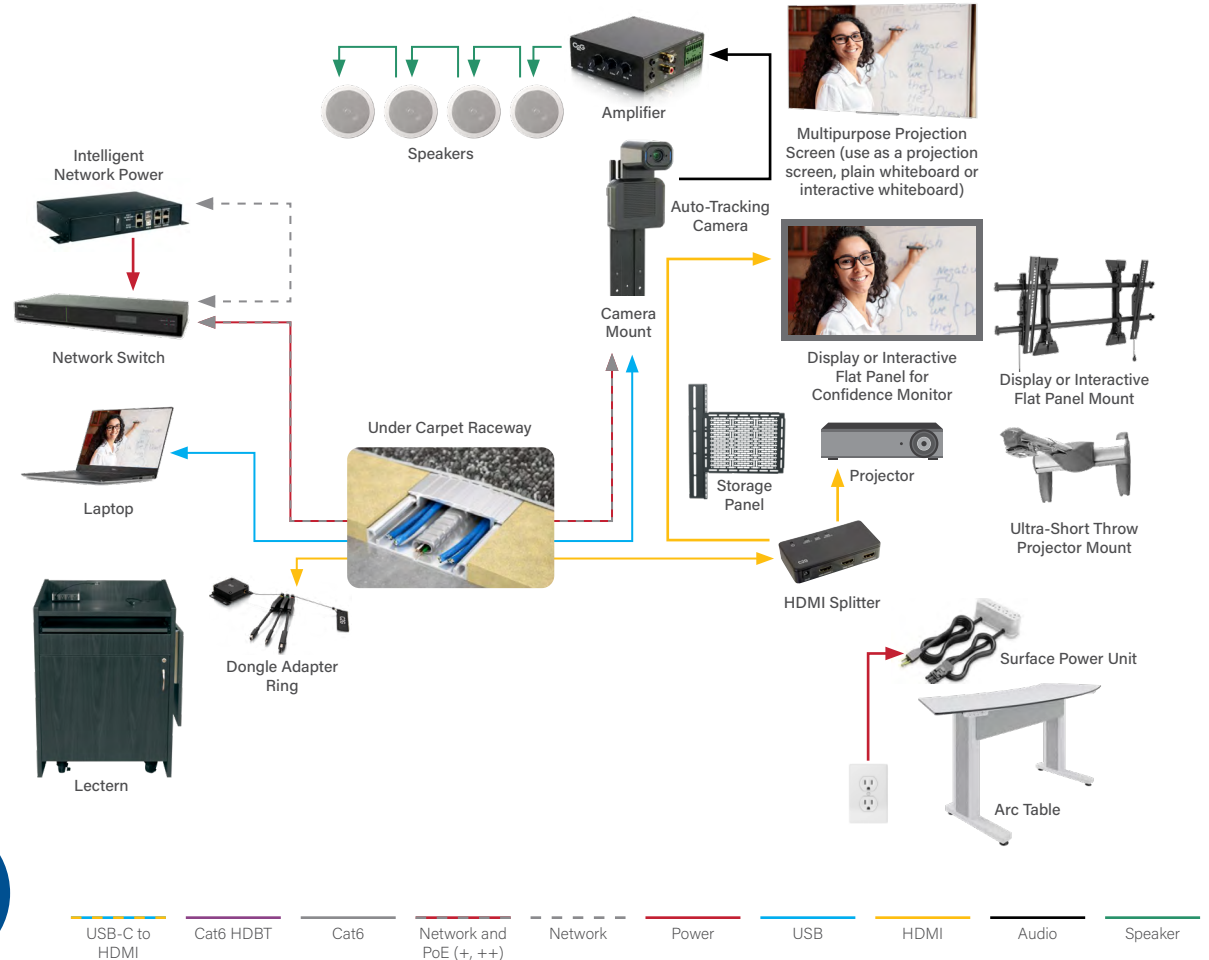 Amplifier
Speakers
Multipurpose Projection
Screen (use as a projection
screen, plain whiteboard or
interactive whiteboard)
Intelligent
Network Power
Auto-Tracking
Camera
Network Switch
Camera
Mount
Display or Interactive
Flat Panel for
Confidence Monitor
Display or Interactive
Flat Panel Mount
Under Carpet Raceway
Laptop
Storage
Panel
Projector
Ultra-Short Throw
Projector Mount
HDMI Splitter
Dongle Adapter
Ring
Surface Power Unit
Lectern
Arc Table
USB-C to
HDMI
Cat6 HDBT
Cat6
Network and
PoE (+, ++)
Network
Power
USB
HDMI
Audio
Speaker